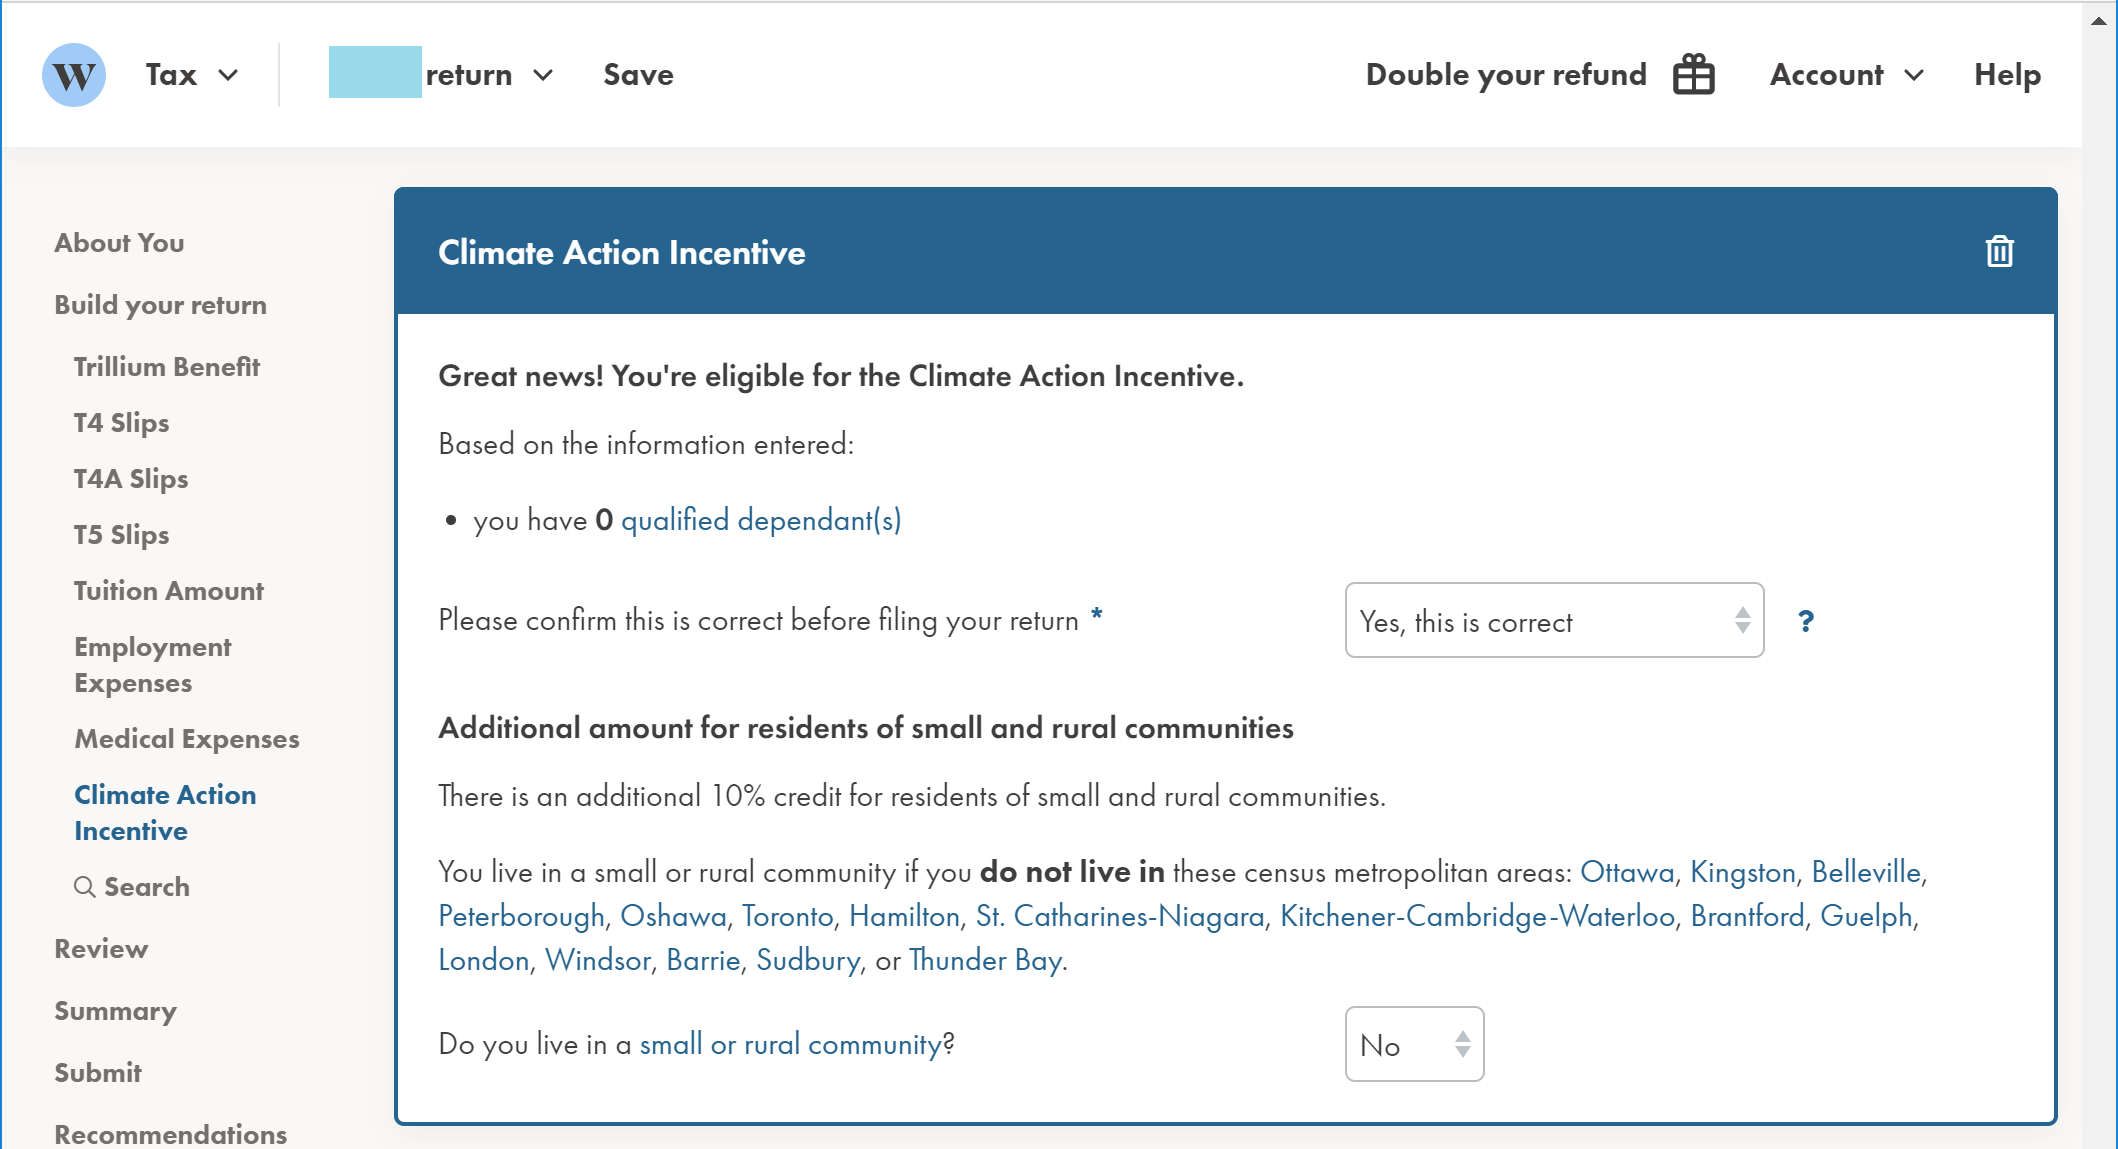 W Tax return Save Double your refund Account Help
About You
Build your return
Trillium Benefit
T4 Slips
T4A Slips
T5 Slips
Tuition Amount
Employment
Expenses
Medical Expenses
Climate Action
Incentive
Search
Review
Summary
Submit
Recommendations
Climate Action Incentive
Great news! You're eligible for the Climate Action Incentive.
Based on the information entered:
• you have 0 qualified dependant(s)
Please confirm this is correct before filing your return * Yes, this is correct ?
Additional amount for residents of small and rural communities
There is an additional 10% credit for residents of small and rural communities.
You live in a small or rural community if you do not live in these census metropolitan areas: Ottawa, Kingston, Belleville,
Peterborough, Oshawa, Toronto, Hamilton, St. Catharines-Niagara, Kitchener-Cambridge-Waterloo, Brantford, Guelph,
London, Windsor, Barrie, Sudbury, or Thunder Bay.
Do you live in a small or rural community? No